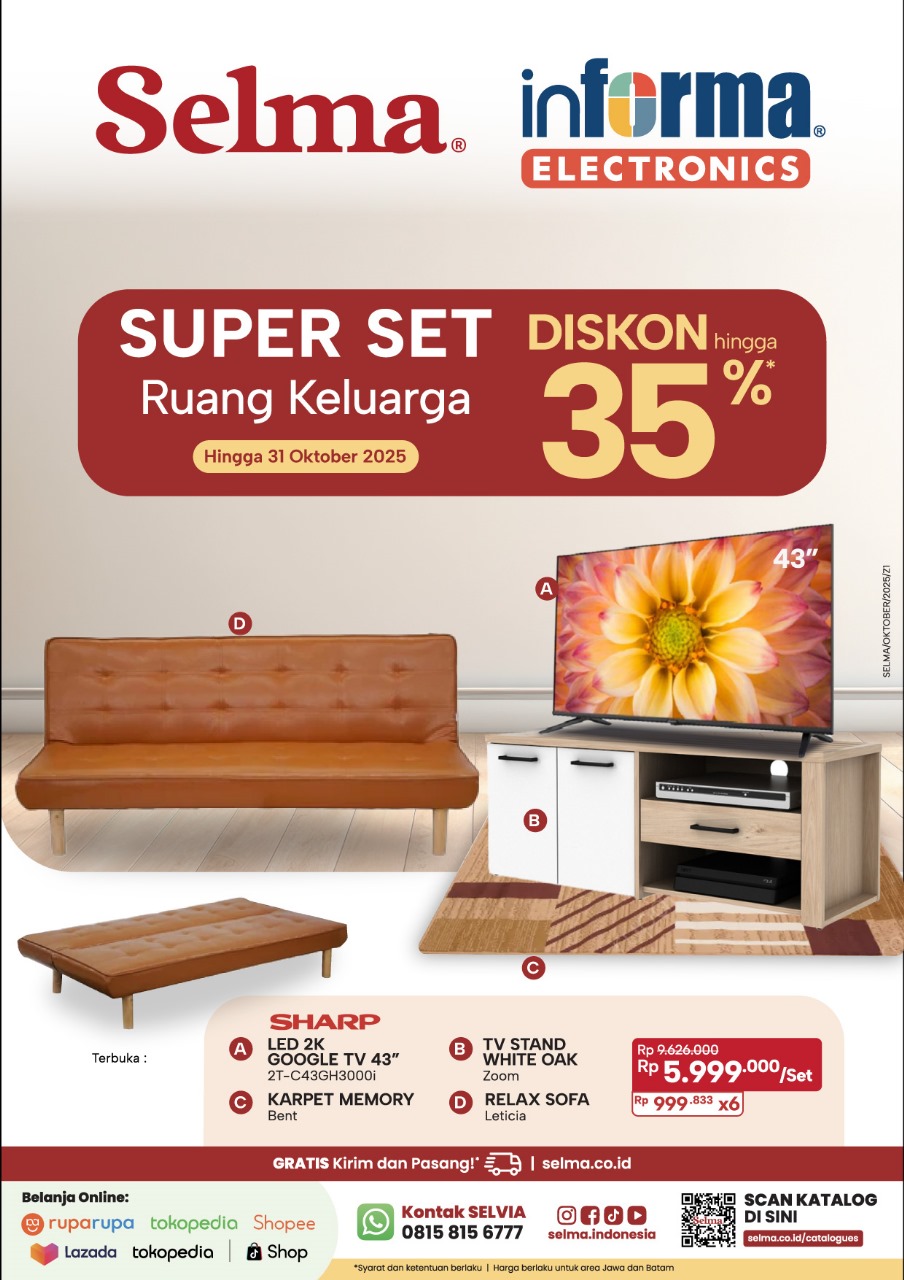 Selma®
informa®
ELECTRONICS
SUPER SET
Ruang Keluarga
Hingga 31 Oktober 2025
DISKON hingga
35%*
43”
A
D
B
C
SELMA/OKTOBER/2025/Z1
Terbuka :
SHARP
A LED 2K
GOOGLE TV 43”
2T-C43GH3000i
B TV STAND
WHITE OAK
Zoom
C KARPET MEMORY
Bent
D RELAX SOFA
Leticia
Rp 9.626.000
Rp 5.999.000/Set
Rp 999.833 x6
GRATIS Kirim dan Pasang!* | selma.co.id
Belanja Online:
ruparupa tokopedia Shopee
Lazada tokopedia | Shop
Kontak SELVIA
0815 815 6777
selma.indonesia
Selma
SCAN KATALOG
DI SINI
selma.co.id/catalogues
*Syarat dan ketentuan berlaku | Harga berlaku untuk area Jawa dan Batam